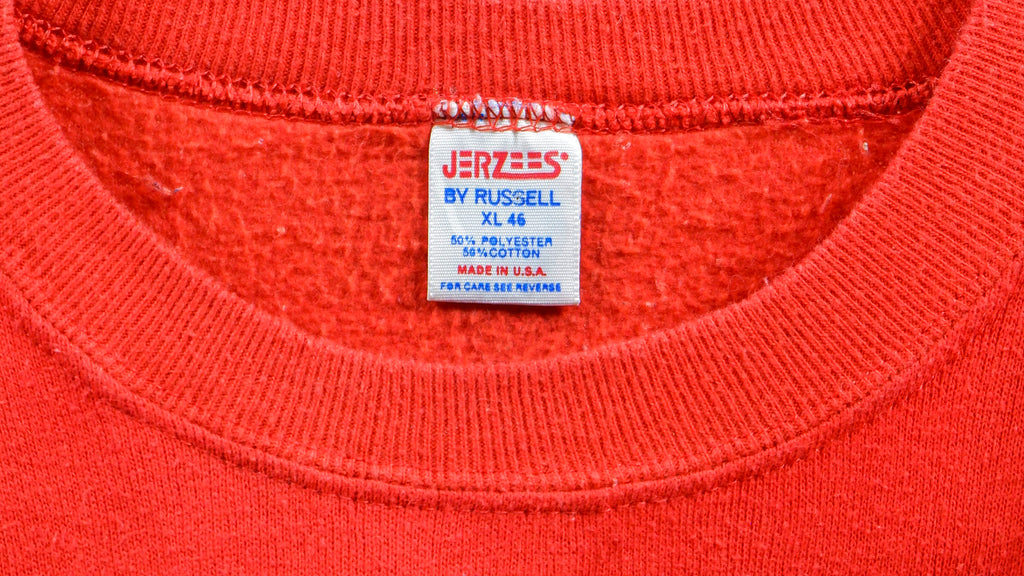 JERZEES
BY RUSSELL
XL 46
50% POLYESTER
50% COTTON
MADE IN U.S.A.
FOR CARE SEE REVERSE